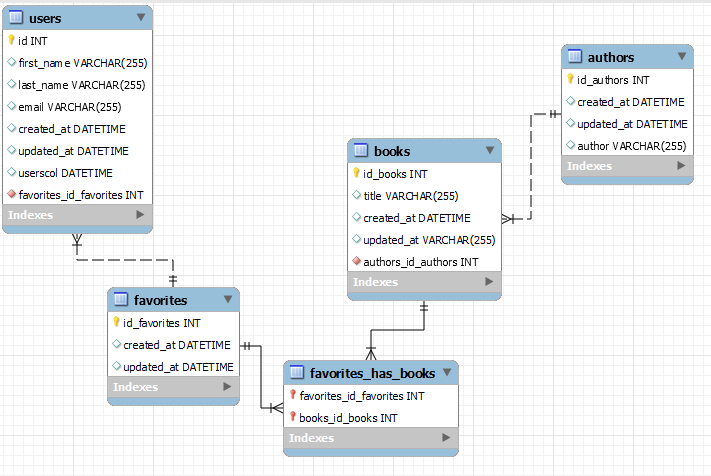 users
id INT
first_name VARCHAR(255)
last_name VARCHAR(255)
email VARCHAR(255)
created_at DATETIME
updated_at DATETIME
userscol DATETIME
favorites_id_favorites INT
Indexes
authors
id_authors INT
created_at DATETIME
updated_at DATETIME
author VARCHAR(255)
Indexes
books
id_books INT
title VARCHAR(255)
created_at DATETIME
updated_at VARCHAR(255)
authors_id_authors INT
Indexes
favorites
id_favorites INT
created_at DATETIME
updated_at DATETIME
Indexes
favorites_has_books
favorites_id_favorites INT
books_id_books INT
Indexes